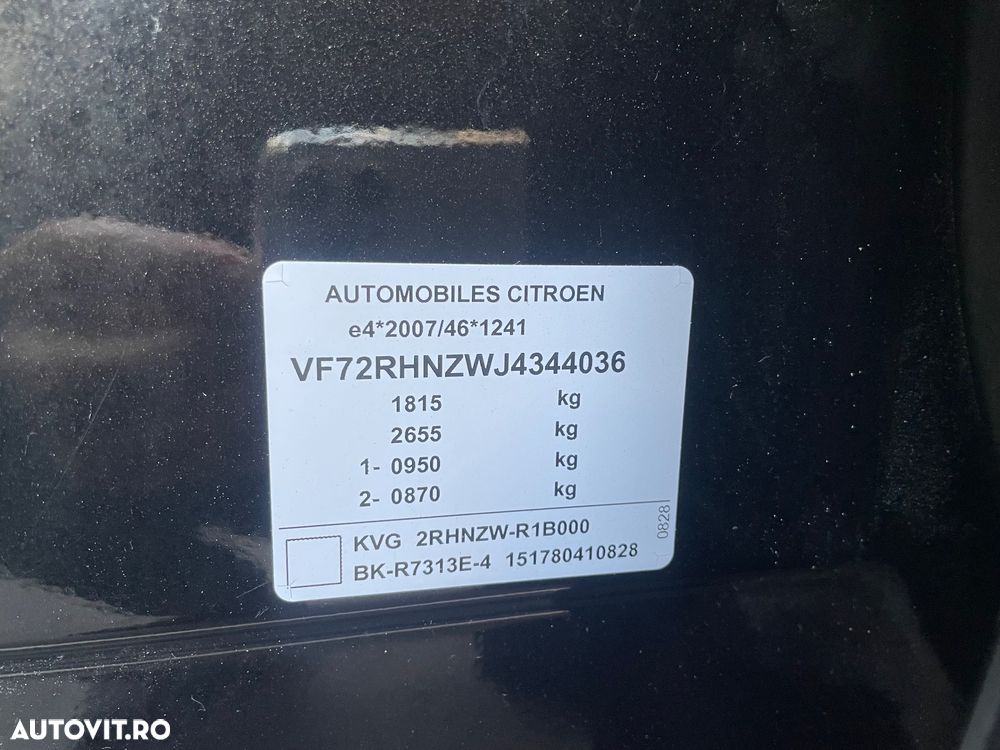 AUTOMOBILES CITROEN
e4*2007/46*1241
VF72RHNZWJ4344036
1815 kg
2655 kg
1- 0950 kg
2- 0870 kg
KVG 2RHNZW-R1B000
BK-R7313E-4 151780410828
0828
AUTOVIT.RO